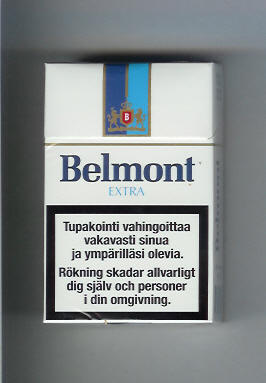 B
Belmont
EXTRA
Tupakointi vahingoittaa
vakavasti sinua
ja ympärilläsi olevia.
Rökning skadar allvarligt
dig själv och personer
i din omgivning.